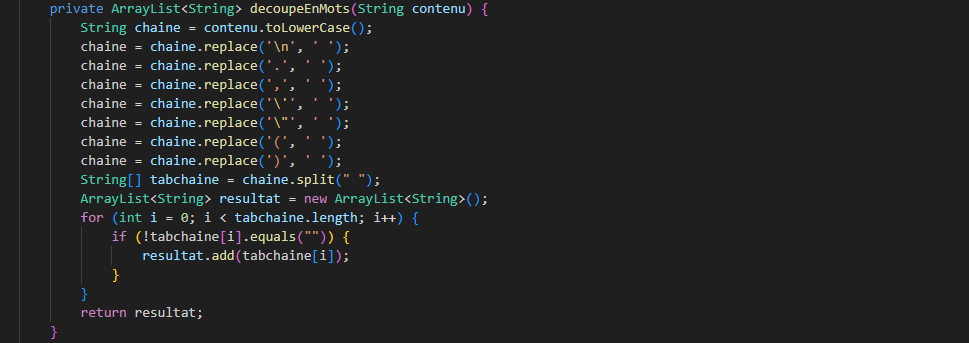 private ArrayList<String> decoupeEnMots(String contenu) {
    String chaine = contenu.toLowerCase();
    chaine = chaine.replace('\n', ' ');
    chaine = chaine.replace('.', ' ');
    chaine = chaine.replace(',', ' ');
    chaine = chaine.replace('\'', ' ');
    chaine = chaine.replace('\"', ' ');
    chaine = chaine.replace('(', ' ');
    chaine = chaine.replace(')', ' ');
    String[] tabchaine = chaine.split(" ");
    ArrayList<String> resultat = new ArrayList<String>();
    for (int i = 0; i < tabchaine.length; i++) {
        if (!tabchaine[i].equals("")) {
            resultat.add(tabchaine[i]);
        }
    }
    return resultat;
}